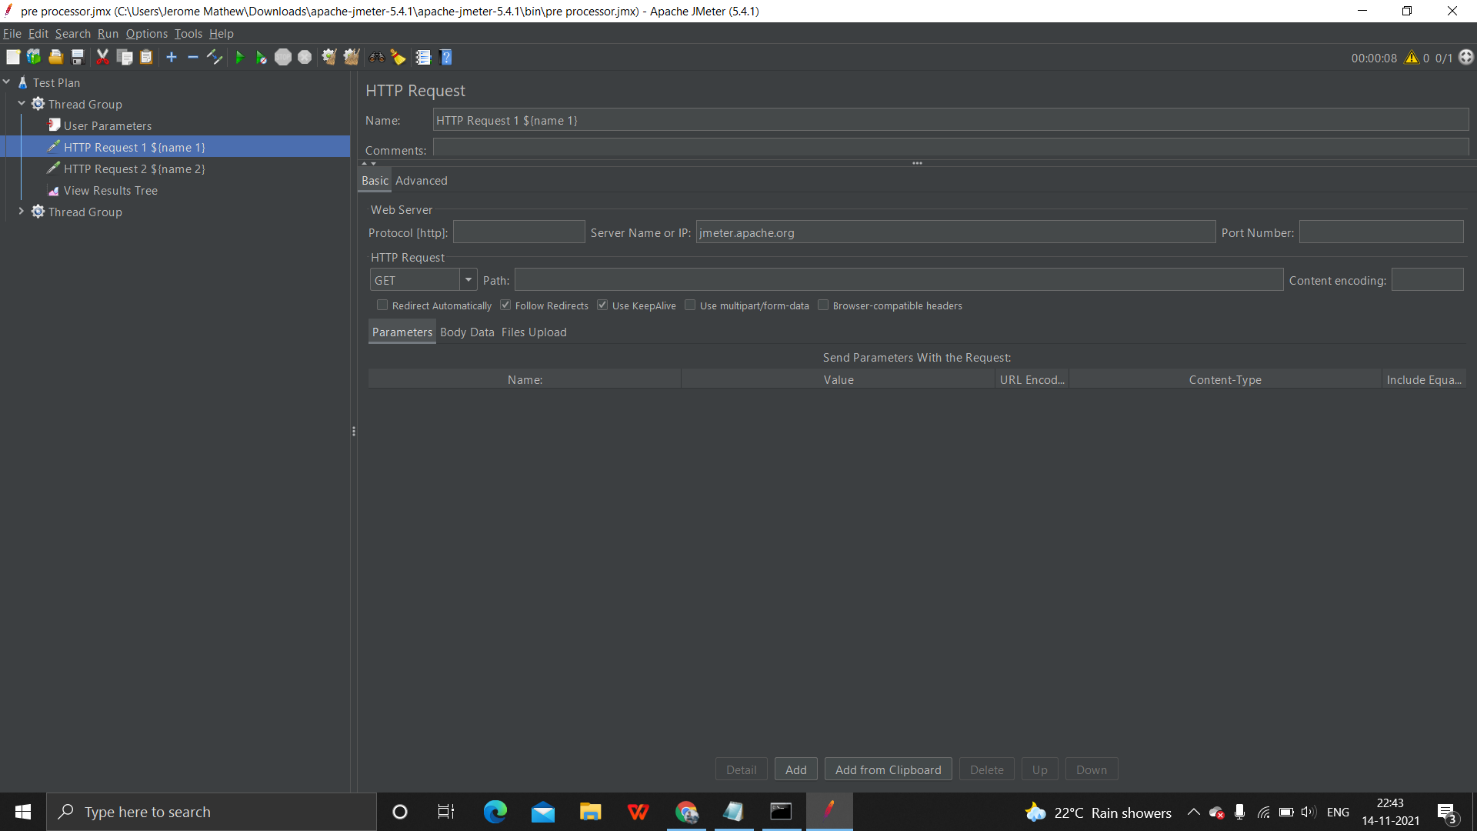 pre processor.jmx (C:\Users\Jerome Mathew\Downloads\apache-jmeter-5.4.1\apache-jmeter-5.4.1\bin\pre processor.jmx) - Apache JMeter (5.4.1)
File Edit Search Run Options Tools Help
00:00:08 0 0/1
Test Plan
Thread Group
User Parameters
HTTP Request 1 ${name 1}
HTTP Request 2 ${name 2}
View Results Tree
Thread Group
HTTP Request
Name: HTTP Request 1 ${name 1}
Comments:
Basic Advanced
Web Server
Protocol [http]: Server Name or IP: jmeter.apache.org Port Number:
HTTP Request
GET Path: Content encoding:
Redirect Automatically Follow Redirects Use KeepAlive Use multipart/form-data Browser-compatible headers
Parameters Body Data Files Upload
Send Parameters With the Request:
Name: Value URL Encod... Content-Type Include Equa...
Detail Add Add from Clipboard Delete Up Down
Type here to search
22°C Rain showers
ENG
22:43
14-11-2021
3